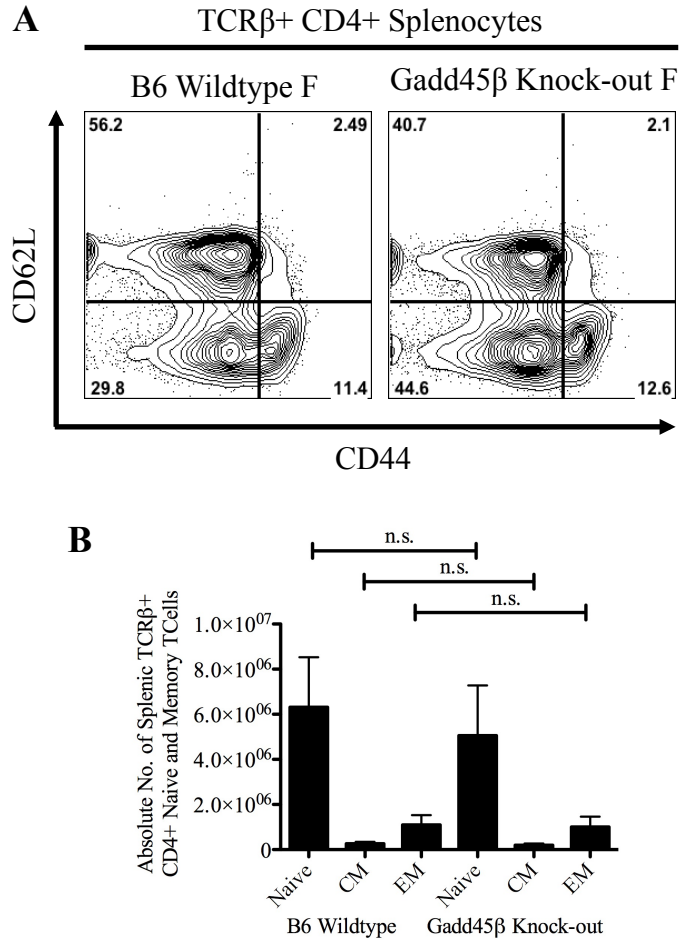 A
TCRβ+ CD4+ Splenocytes
B6 Wildtype F
Gadd45β Knock-out F
56.2
2.49
40.7
2.1
CD62L
29.8
11.4
44.6
12.6
CD44
B
n.s.
n.s.
n.s.
Absolute No. of Splenic TCRβ+
CD4+ Naive and Memory TCells
1.0×10^07
8.0×10^06
6.0×10^06
4.0×10^06
2.0×10^06
0
Naive
CM
EM
Naive
CM
EM
B6 Wildtype
Gadd45β Knock-out